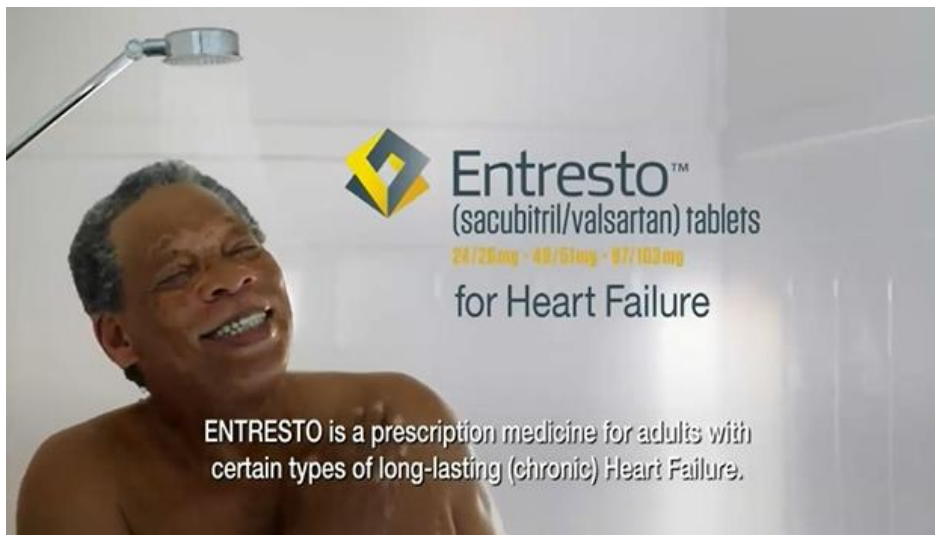 Entresto™
(sacubitril/valsartan) tablets
24/26mg · 49/51mg · 97/103mg
for Heart Failure
ENTRESTO is a prescription medicine for adults with
certain types of long-lasting (chronic) Heart Failure.